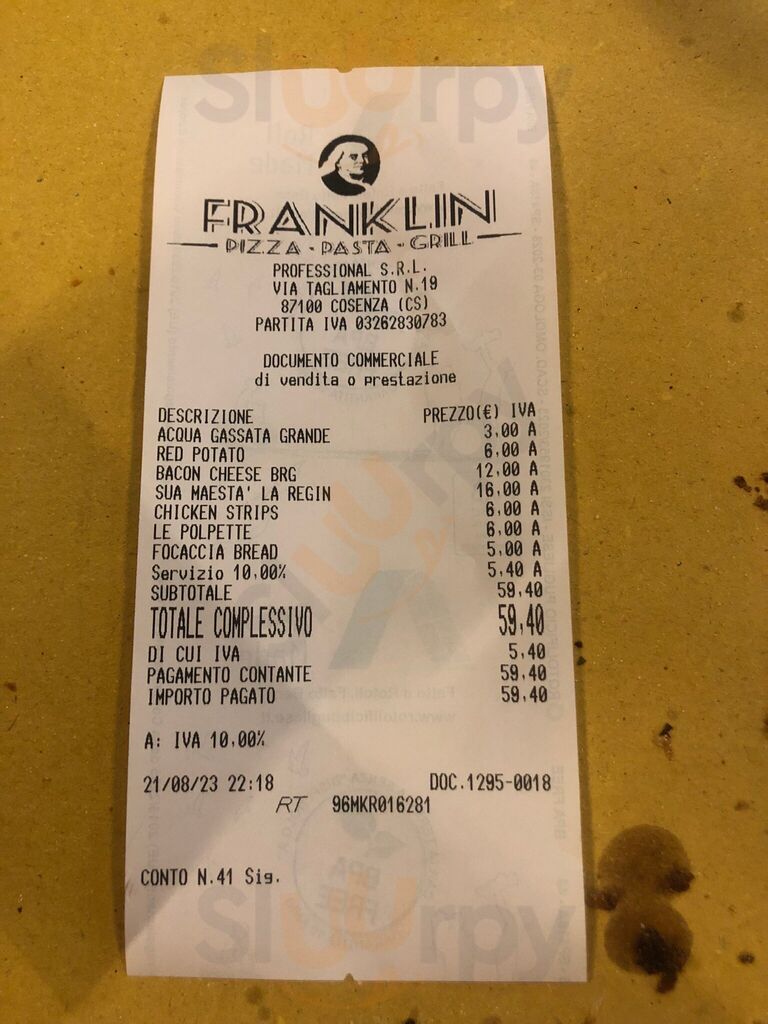 Sluurpy
FRANKLIN
PIZZA - PASTA - GRILL
PROFESSIONAL S.R.L.
VIA TAGLIAMENTO N.19
87100 COSENZA (CS)
PARTITA IVA 03262830783
DOCUMENTO COMMERCIALE
di vendita o prestazione
DESCRIZIONE PREZZO(€) IVA
ACQUA GASSATA GRANDE 3,00 A
RED POTATO 6,00 A
BACON CHEESE BRG 12,00 A
SUA MAESTA' LA REGIN 16,00 A
CHICKEN STRIPS 6,00 A
LE POLPETTE 6,00 A
FOCACCIA BREAD 5,00 A
Servizio 10,00% 5,40 A
SUBTOTALE 59,40
TOTALE COMPLESSIVO 59,40
DI CUI IVA 5,40
PAGAMENTO CONTANTE 59,40
IMPORTO PAGATO 59,40
A: IVA 10,00%
21/08/23 22:18 DOC.1295-0018
RT 96MKR016281
CONTO N.41 Sig.
Sluurpy